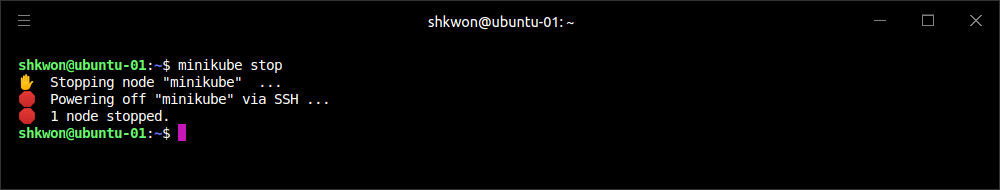 shkwon@ubuntu-01: ~
shkwon@ubuntu-01:~$ minikube stop
✋  Stopping node "minikube"  ...
🛑  Powering off "minikube" via SSH ...
🛑  1 node stopped.
shkwon@ubuntu-01:~$